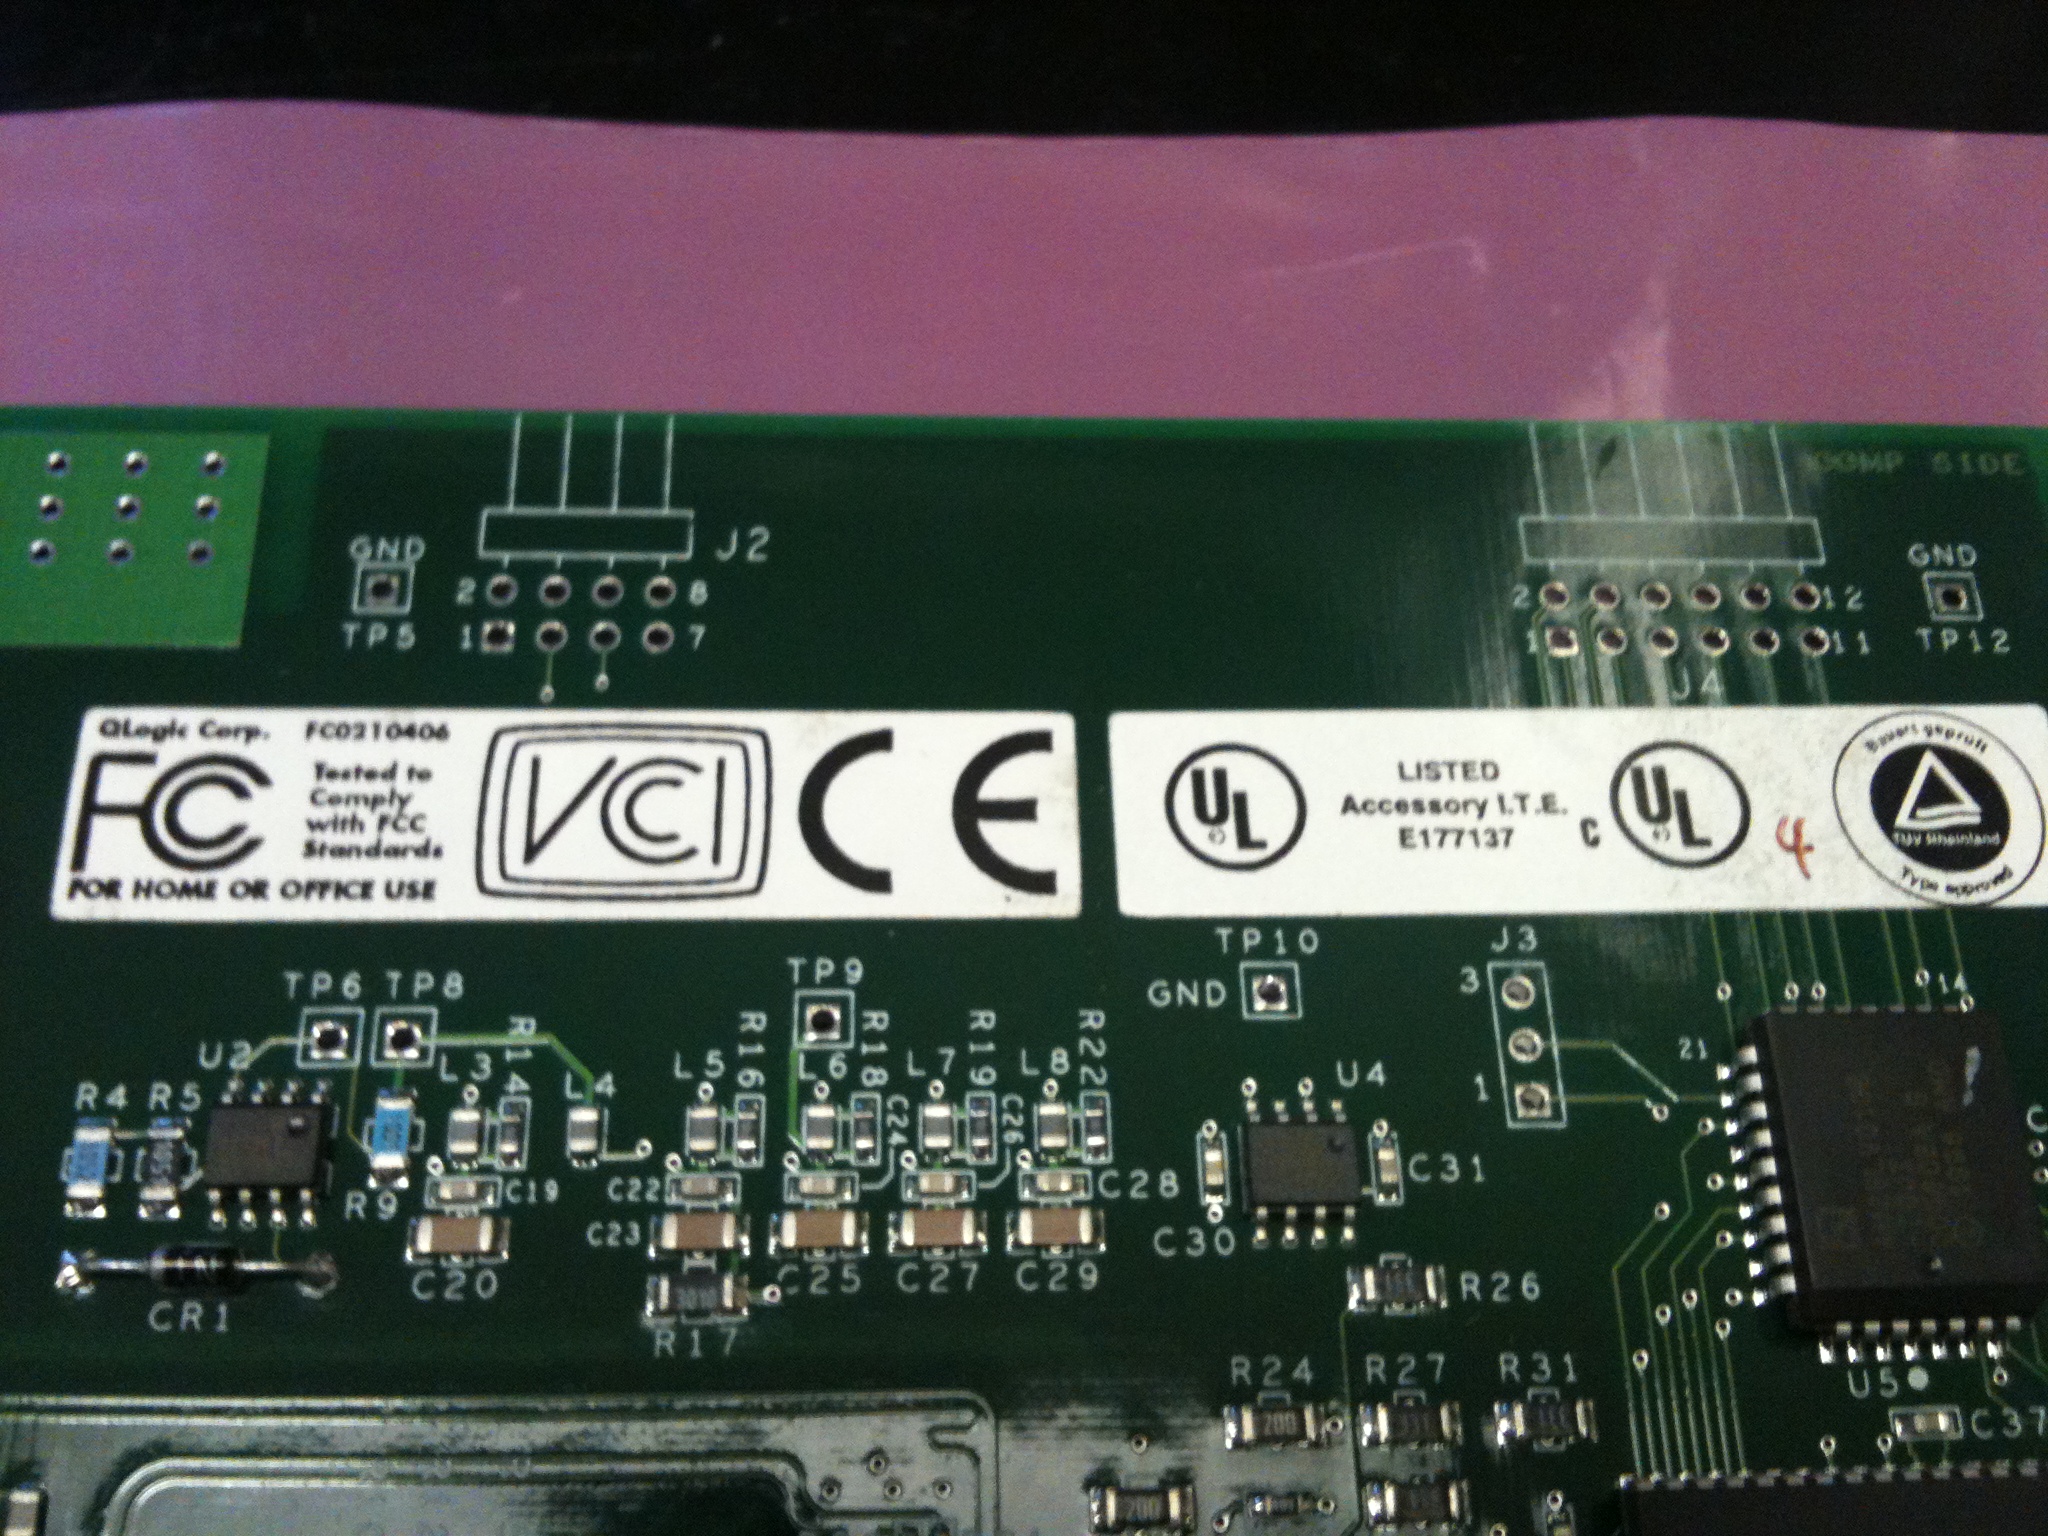 COMP SIDE
GND
J2
GND
2 8
2 12
TP5
1 7
1 11
TP12
J4
QLogic Corp. FC0210406
FC
Tested to
Comply
with FCC
Standards
FOR HOME OR OFFICE USE
VCI
CE
UL
LISTED
Accessory I.T.E.
E177137
C UL
4
Bauart geprüft
TÜV Rheinland
Type approved
TP10
J3
TP6 TP8
TP9
GND
3
14
U2
L3
R14
L4
L5
R16
L6
R18
L7
R19
L8
R22
U4
21
1
R4 R5
C24
C26
R9
C19
C22
C28
C31
C23
C30
C20
C25
C27
C29
CR1
R17
R26
R24
R27
R31
U5
200
C37
200